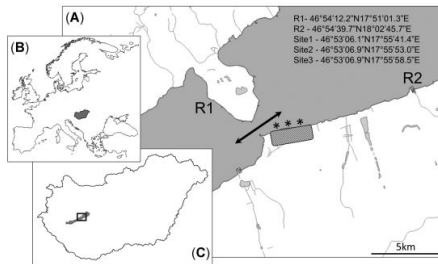 (A)
R1- 46°54'12.2"N17°51'01.3"E
R2 - 46°54'39.7"N18°02'45.7"E
Site1 - 46°53'06.1"N17°55'41.4"E
Site2 - 46°53'06.9"N17°55'53.0"E
Site3 - 46°53'06.9"N17°55'58.5"E
(B)
R1
R2
* * *
(C)
5km